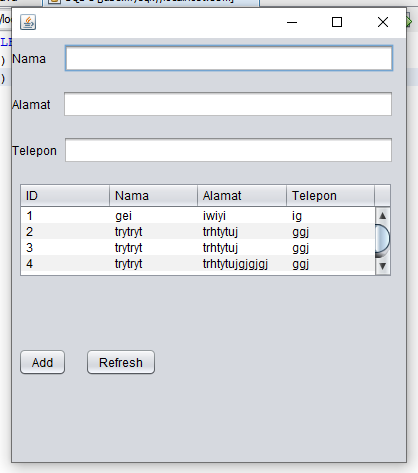 Nama
Alamat
Telepon
ID Nama Alamat Telepon
1 gei iwiyi ig
2 trytryt trhtytuj ggj
3 trytryt trhtytuj ggj
4 trytryt trhtytujgjgjgj ggj
Add Refresh